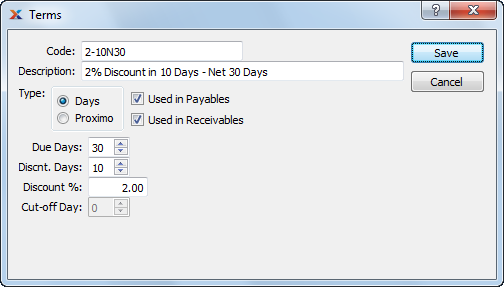 Terms
Code: 2-10N30
Save
Description: 2% Discount in 10 Days - Net 30 Days
Cancel
Type: Days
Used in Payables
Proximo
Used in Receivables
Due Days: 30
Discnt. Days: 10
Discount %: 2.00
Cut-off Day: 0